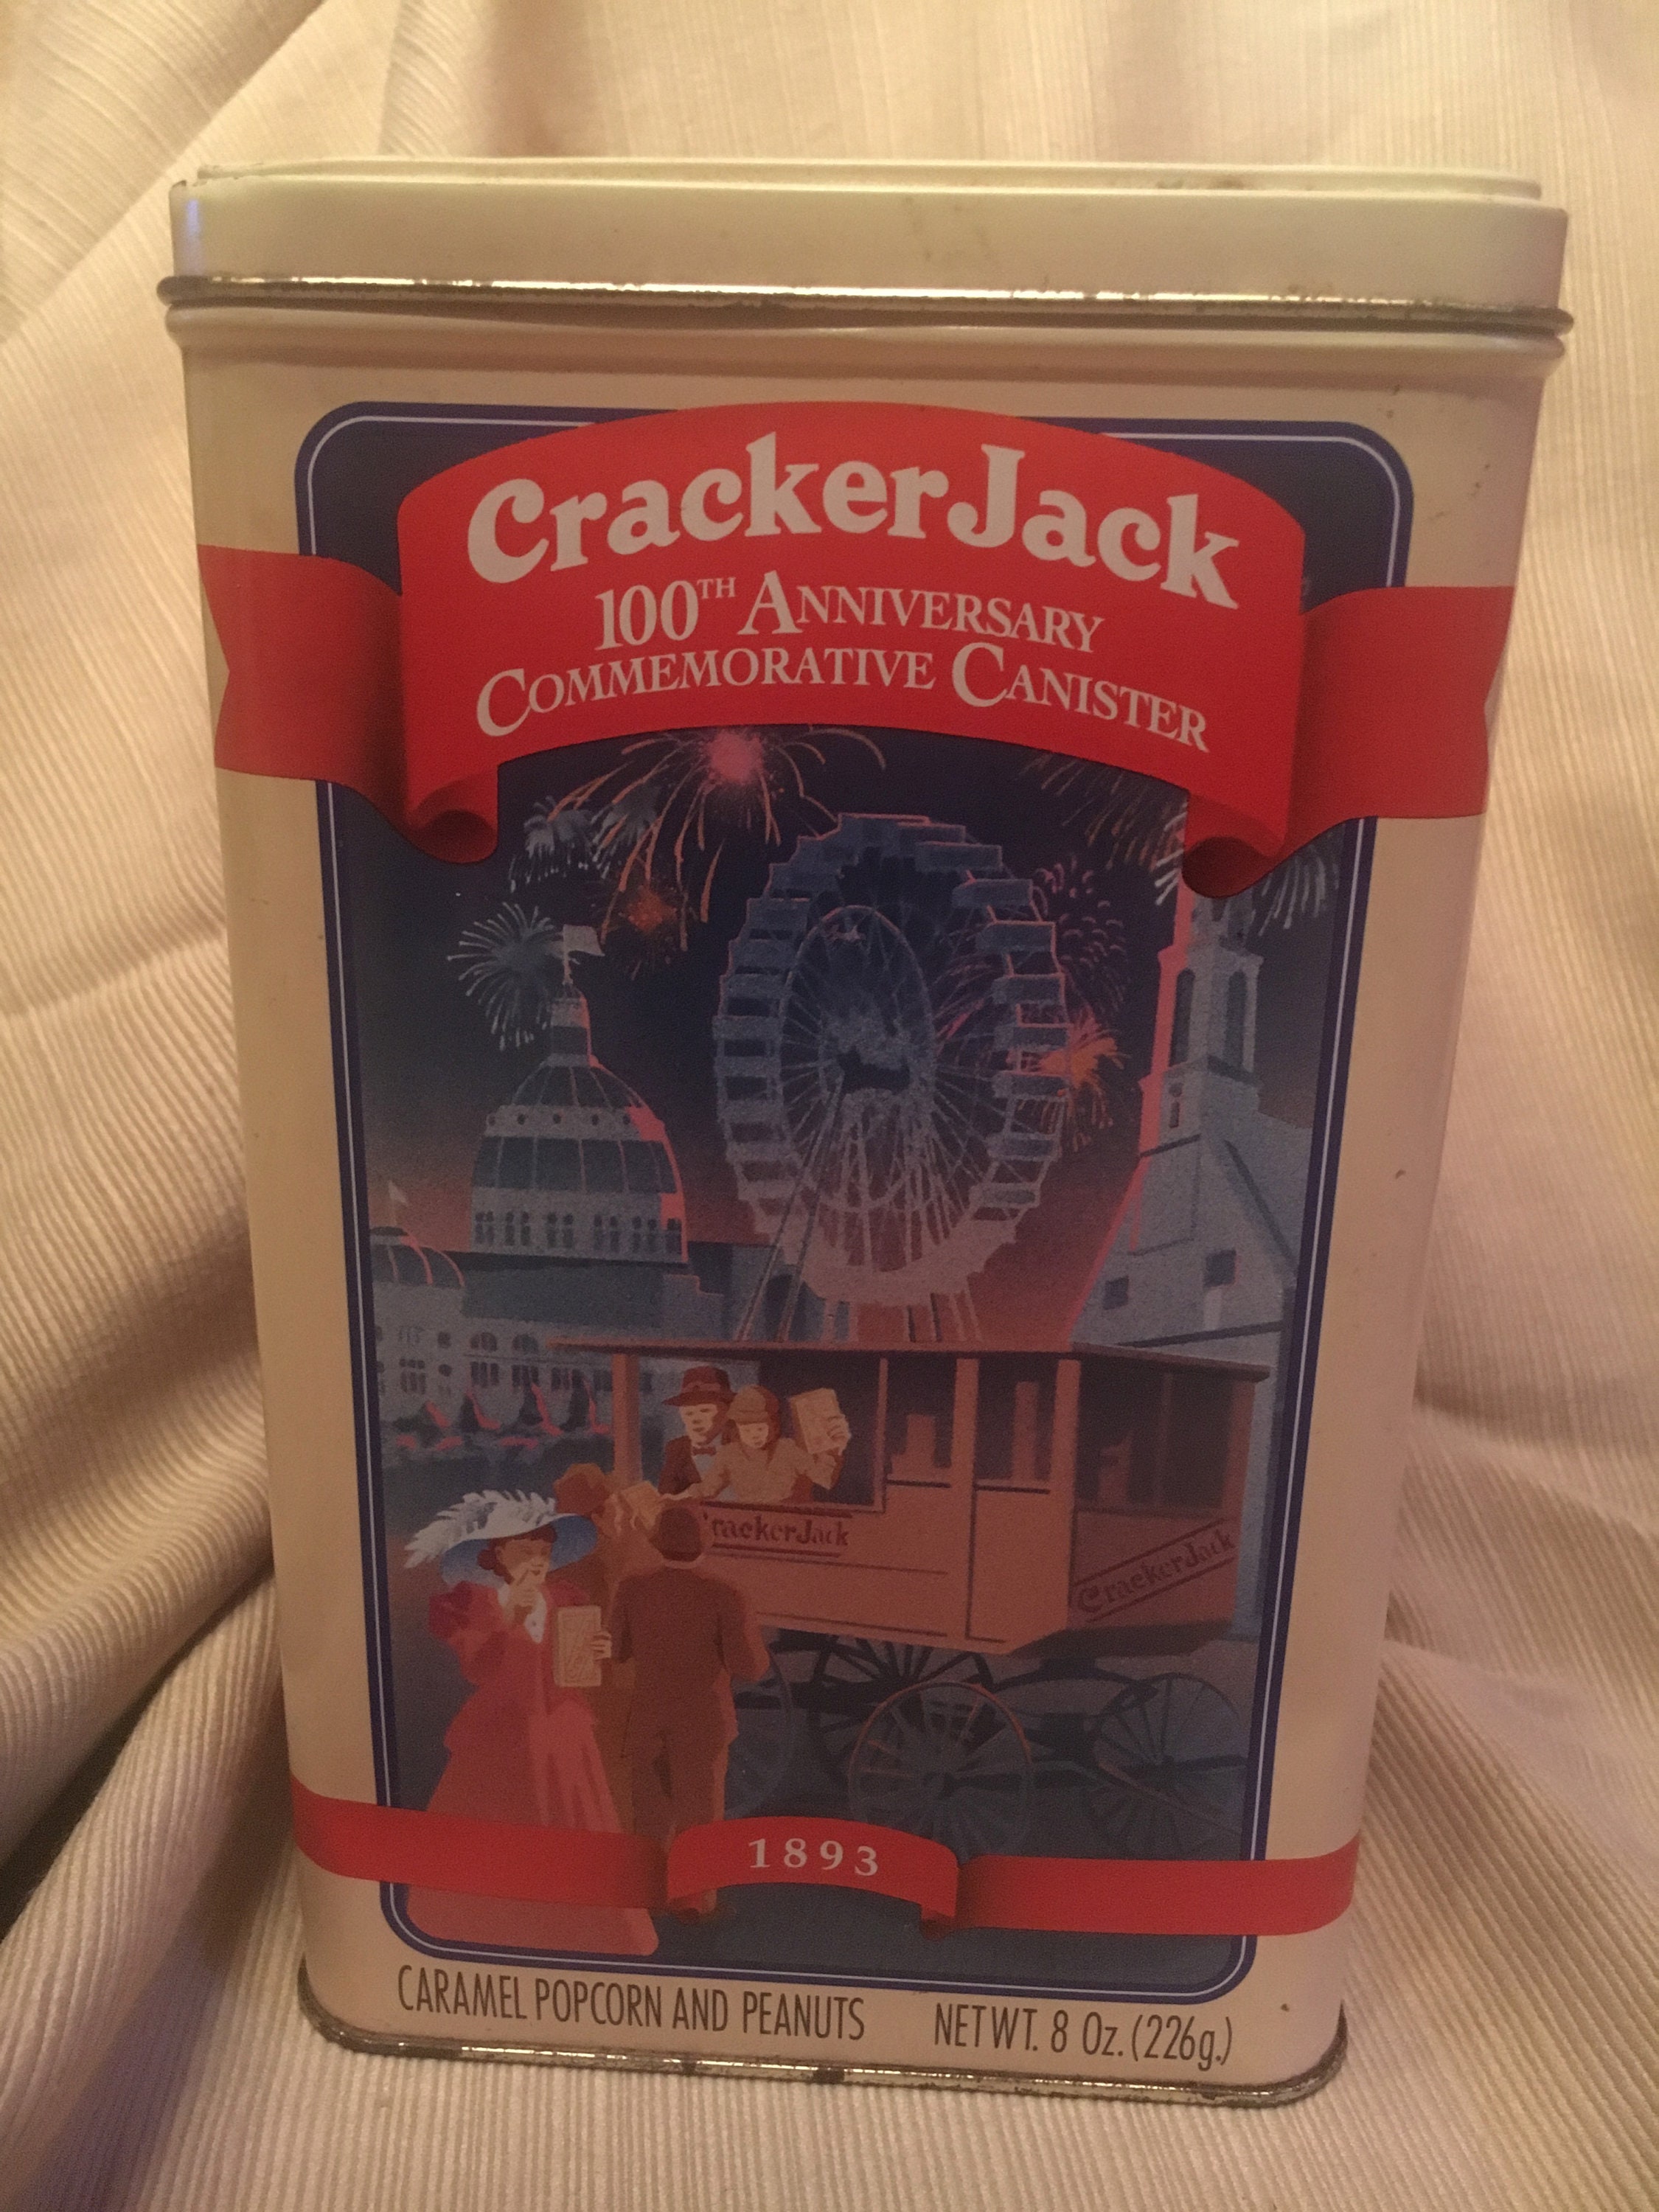 CrackerJack
100TH ANNIVERSARY
COMMEMORATIVE CANISTER
CrackerJack
CrackerJack
1893
CARAMEL POPCORN AND PEANUTS NET WT. 8 Oz. (226g.)